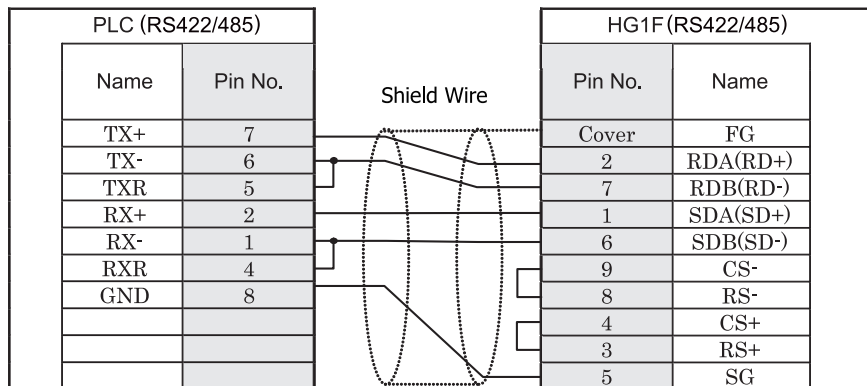 PLC (RS422/485) HG1F (RS422/485)
Name Pin No. Shield Wire Pin No. Name
TX+ 7 Cover FG
TX- 6 2 RDA(RD+)
TXR 5 7 RDB(RD-)
RX+ 2 1 SDA(SD+)
RX- 1 6 SDB(SD-)
RXR 4 9 CS-
GND 8 8 RS-
4 CS+
3 RS+
5 SG